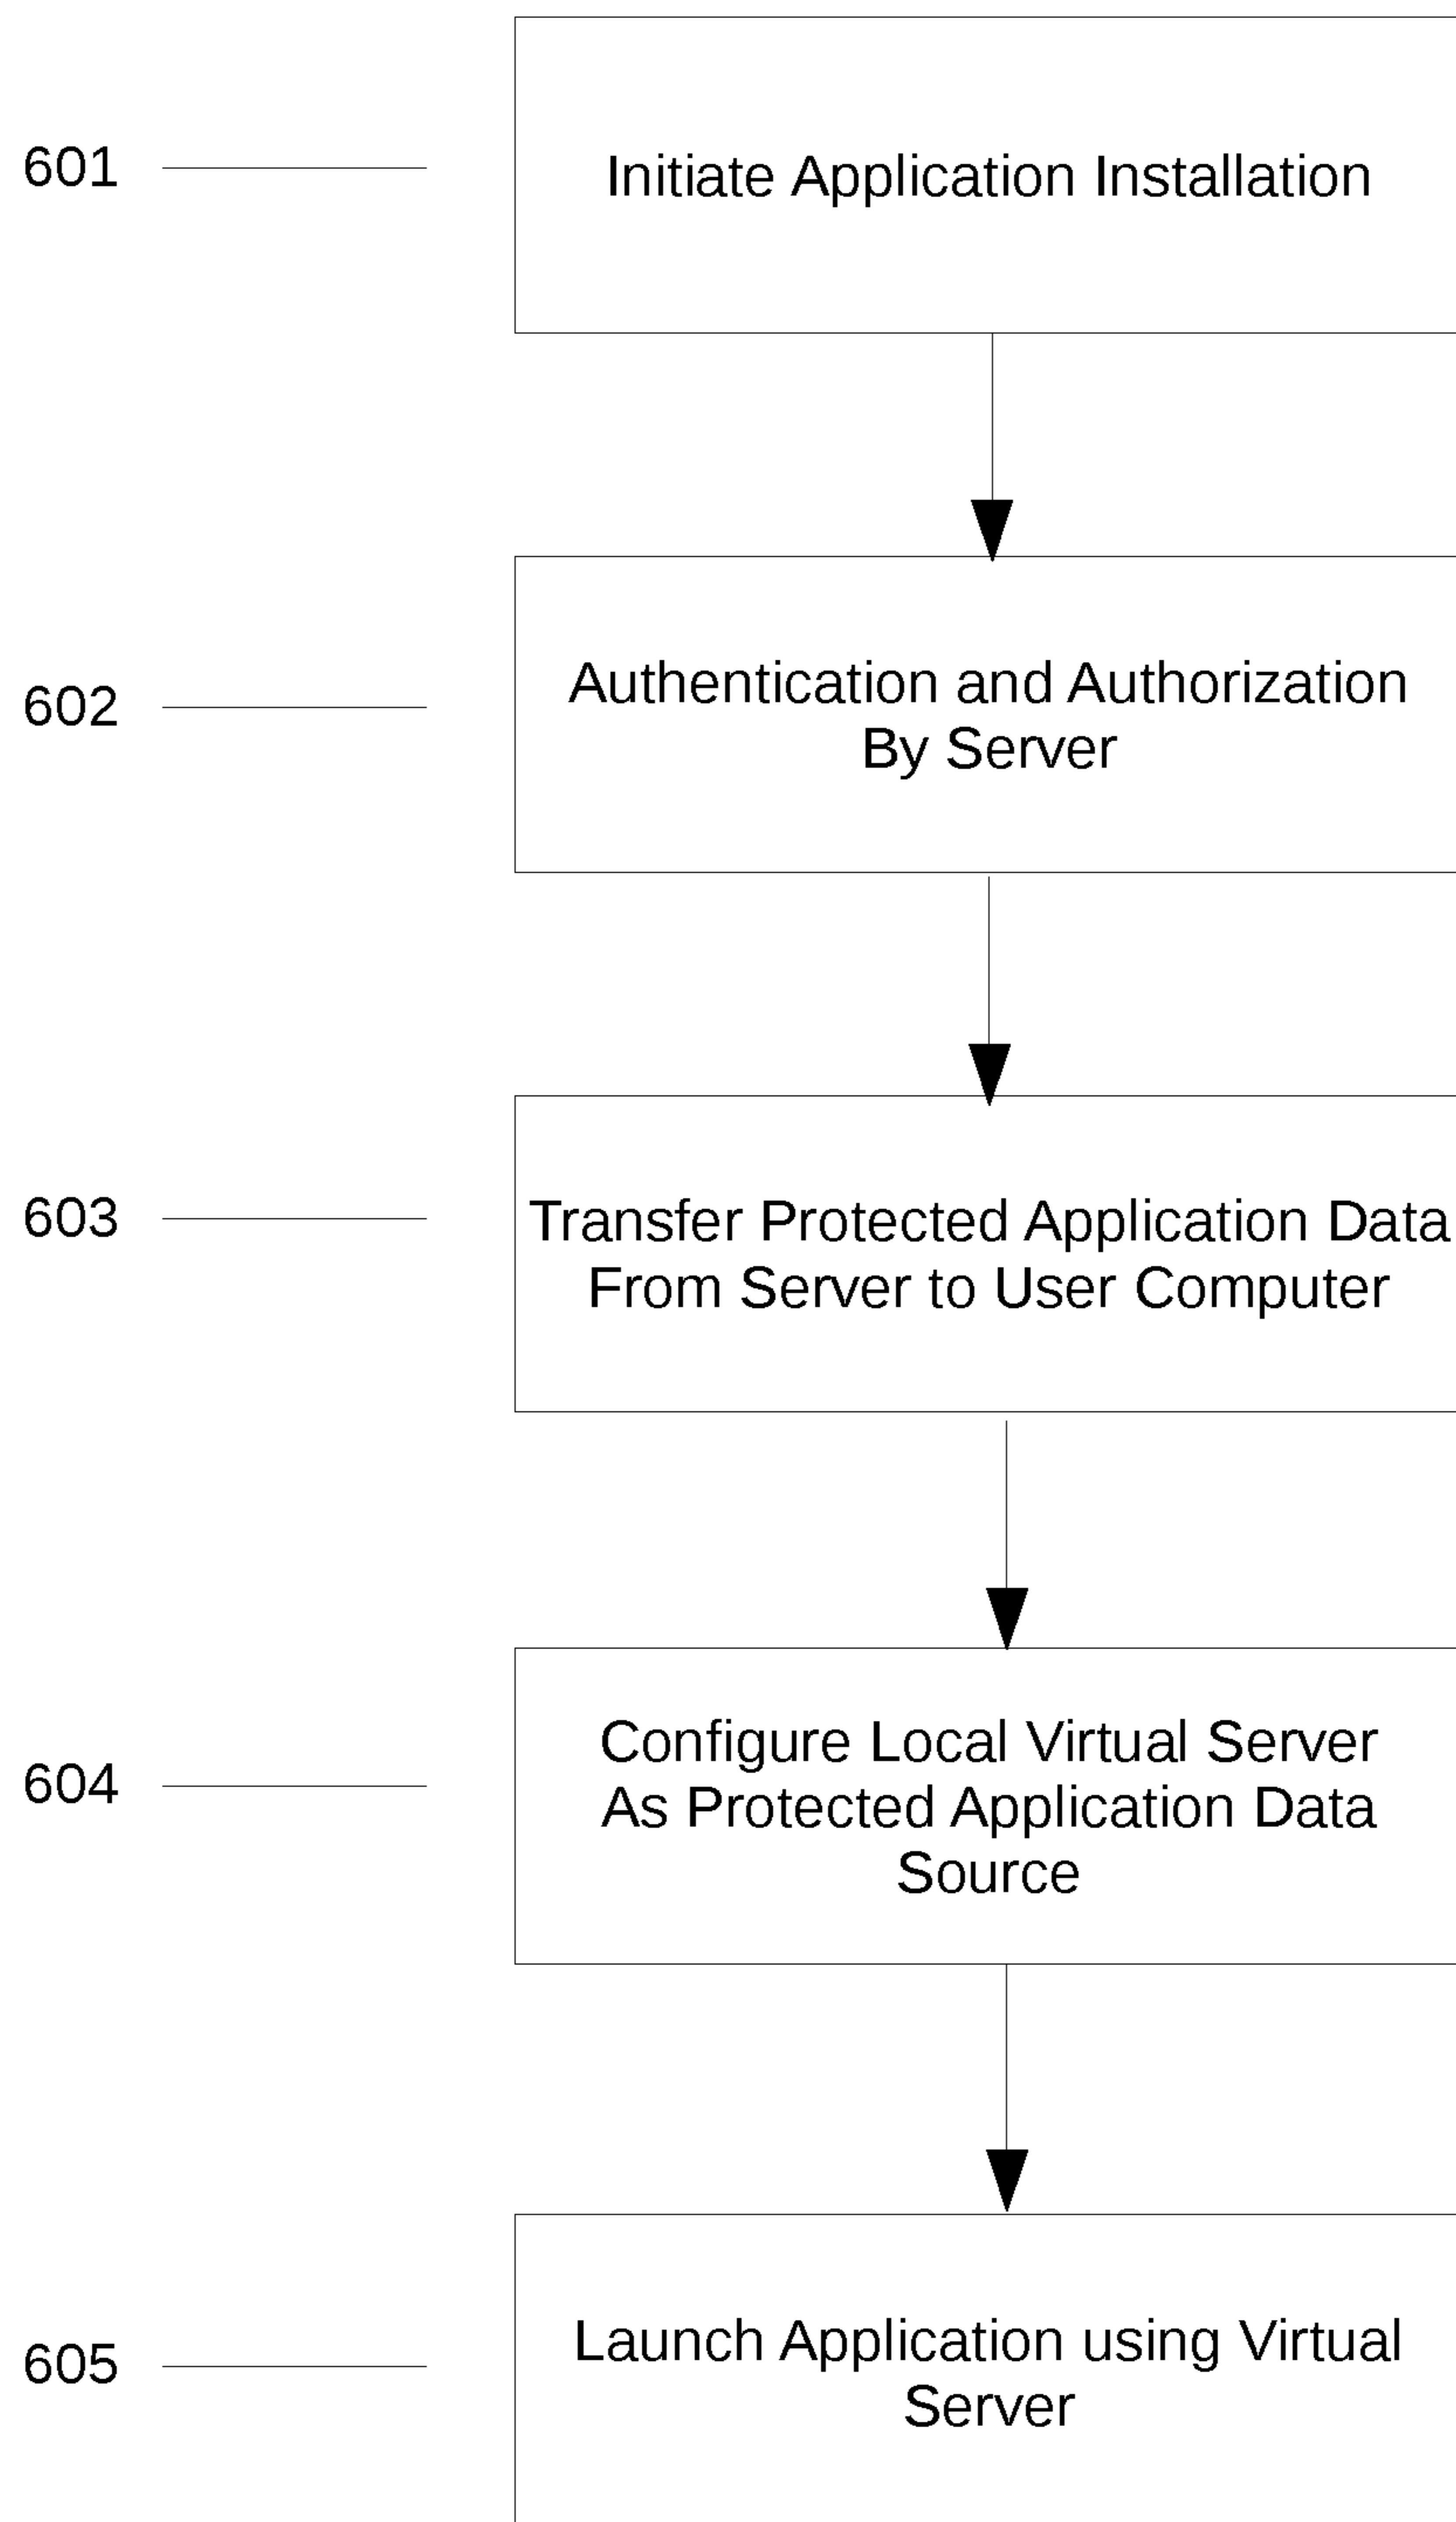 601
Initiate Application Installation
602
Authentication and Authorization
By Server
603
Transfer Protected Application Data
From Server to User Computer
604
Configure Local Virtual Server
As Protected Application Data
Source
605
Launch Application using Virtual
Server